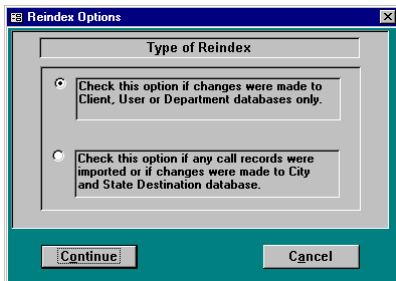 Reindex Options
Type of Reindex
Check this option if changes were made to
Client, User or Department databases only.
Check this option if any call records were
imported or if changes were made to City
and State Destination database.
Continue
Cancel